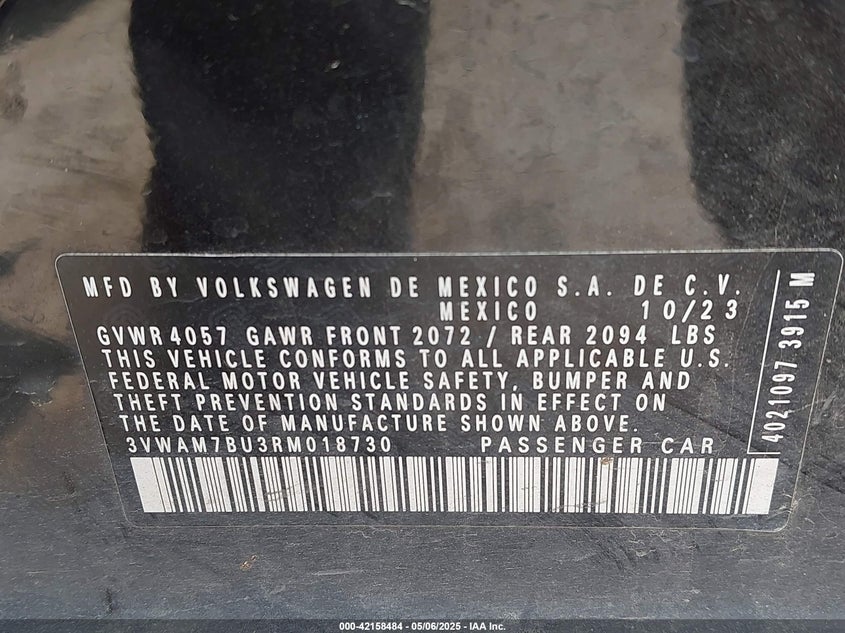 MFD BY VOLKSWAGEN DE MEXICO S.A. DE C.V.
MEXICO 10/23
GVWR 4057 GAWR FRONT 2072 / REAR 2094 LBS
THIS VEHICLE CONFORMS TO ALL APPLICABLE U.S.
FEDERAL MOTOR VEHICLE SAFETY, BUMPER AND
THEFT PREVENTION STANDARDS IN EFFECT ON
THE DATE OF MANUFACTURE SHOWN ABOVE.
3VWAM7BU3RM018730 PASSENGER CAR
4021097 3915 M
000-42158484 - 05/06/2025 - IAA Inc.